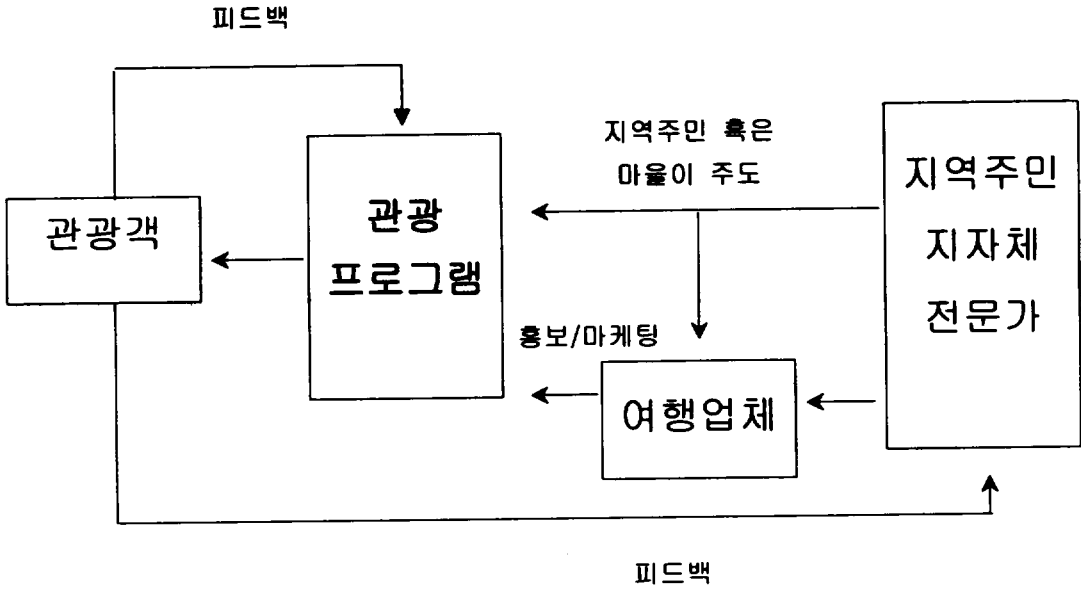 피드백
지역주민 혹은
마을이 주도
지역주민
지자체
전문가
관광
프로그램
관광객
홍보/마케팅
여행업체
피드백